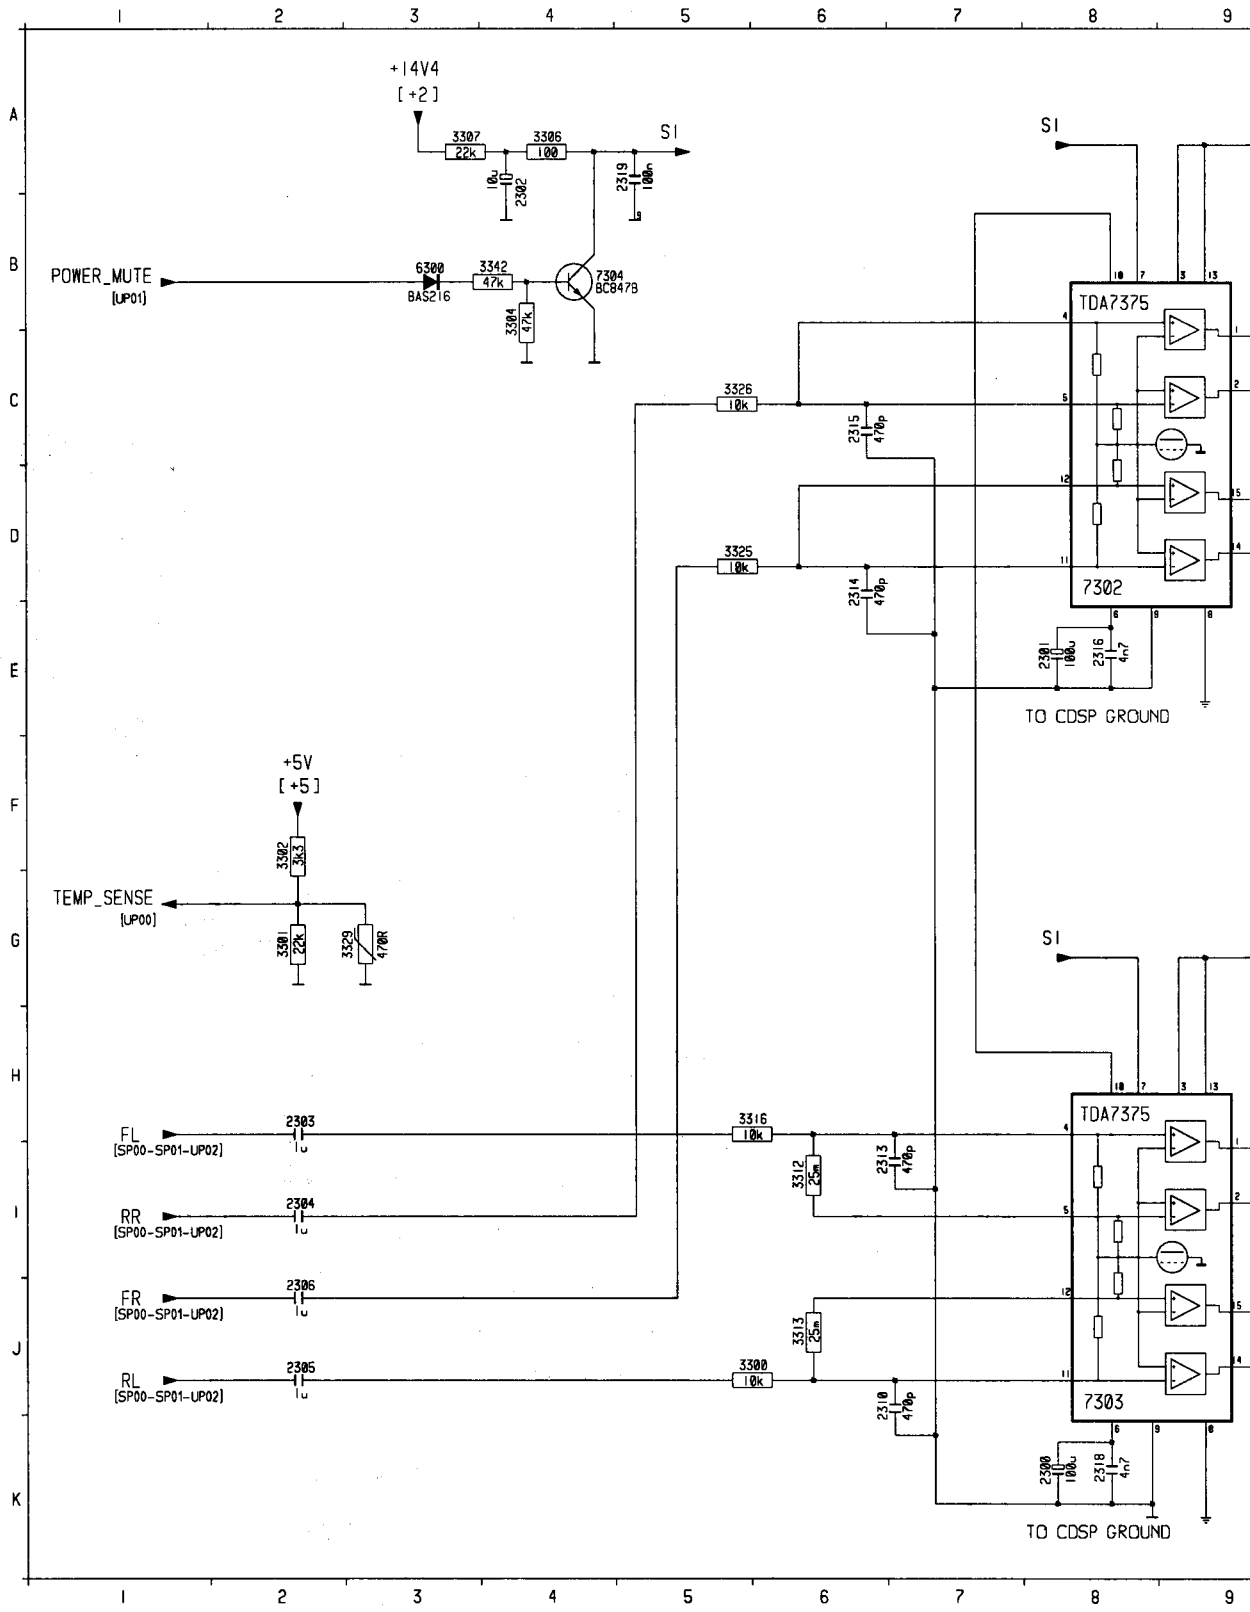 1 2 3 4 5 6 7 8 9
A
+14V4
[+2]
3307
22k
3306
100
S1
10u
2302
2319
100n
9
S1
B
POWER_MUTE
[UP01]
6300
BAS216
3342
47k
3304
47k
7304
BC847B
10 7 3 13
TDA7375
4
1
C
3326
10k
2315
470p
5
2
12
15
D
3325
10k
2314
470p
11
14
7302
6 9 8
E
2301
100u
2316
4n7
TO CDSP GROUND
+5V
[+5]
F
3302
3k3
TEMP_SENSE
[UP00]
G
3301
22k
3329
470R
S1
H
10 7 3 13
TDA7375
FL
[SP00-SP01-UP02]
2303
1u
3316
10k
4
1
3312
25m
2313
470p
I
RR
[SP00-SP01-UP02]
2304
1u
5
2
FR
[SP00-SP01-UP02]
2306
1u
12
15
J
3313
25m
RL
[SP00-SP01-UP02]
2305
1u
3300
10k
11
14
2310
470p
7303
6 9 8
K
2300
100u
2318
4n7
TO CDSP GROUND
1 2 3 4 5 6 7 8 9